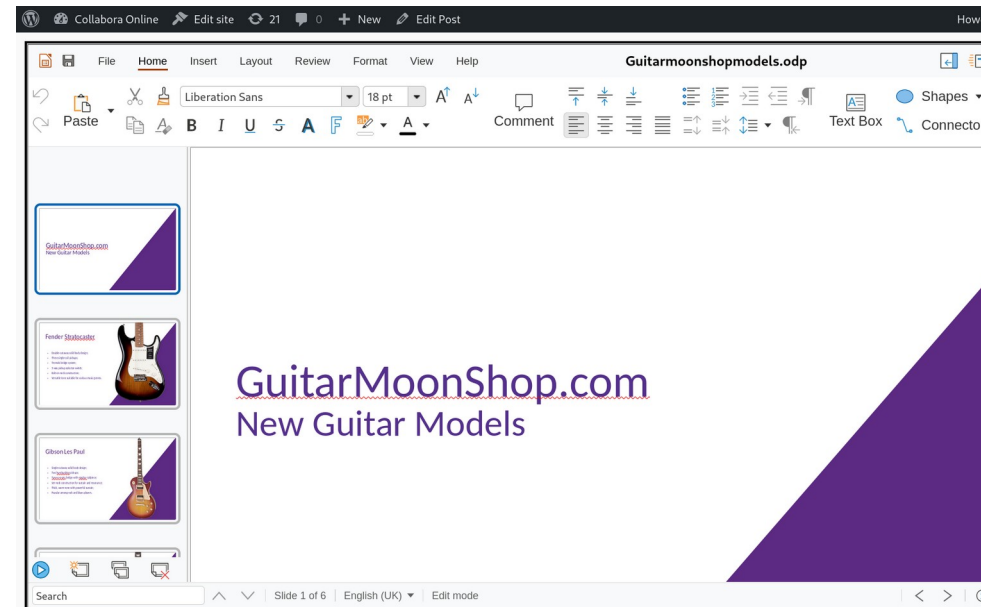 Collabora Online Edit site 21 0 New Edit Post How
File Home Insert Layout Review Format View Help Guitarmoonshopmodels.odp
Paste Liberation Sans 18 pt Comment Text Box Shapes
Connecto
GuitarMoonShop.com
New Guitar Models
Fender Stratocaster
Gibson Les Paul
GuitarMoonShop.com
New Guitar Models
Search Slide 1 of 6 English (UK) Edit mode